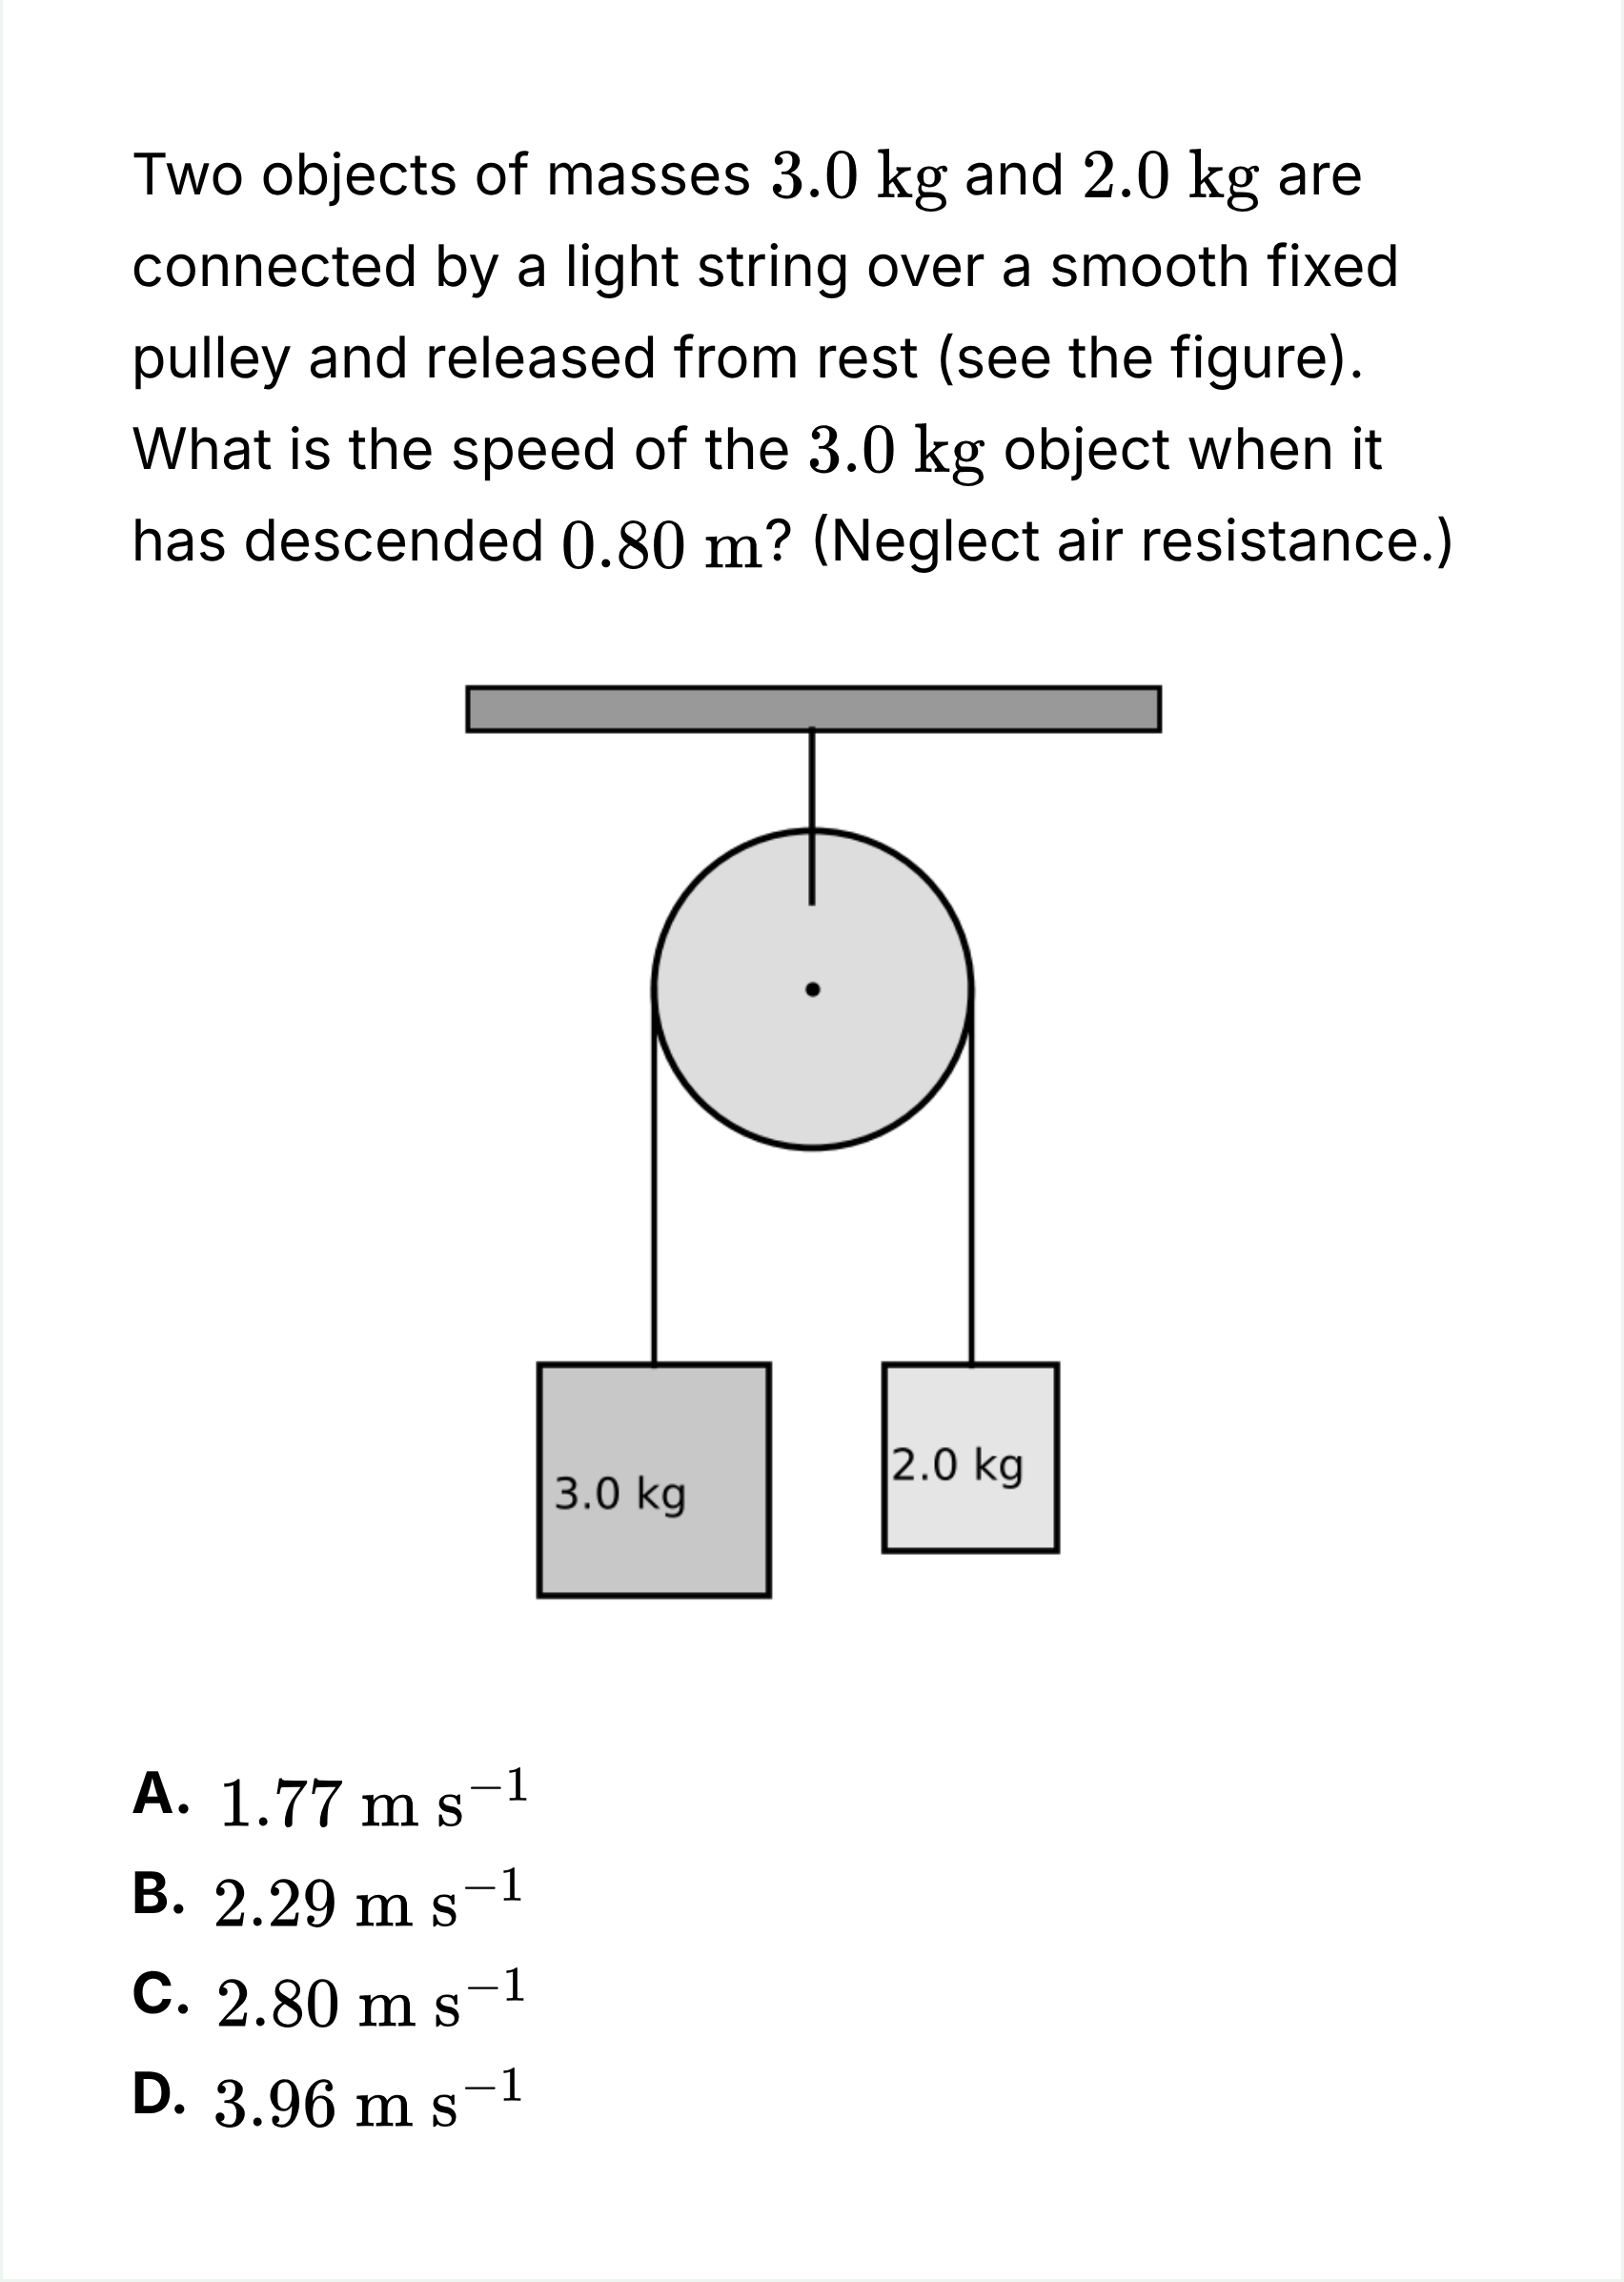 Two objects of masses 3.0 kg and 2.0 kg are
connected by a light string over a smooth fixed
pulley and released from rest (see the figure).
What is the speed of the 3.0 kg object when it
has descended 0.80 m? (Neglect air resistance.)
3.0 kg
2.0 kg
A. 1.77 m s⁻¹
B. 2.29 m s⁻¹
C. 2.80 m s⁻¹
D. 3.96 m s⁻¹